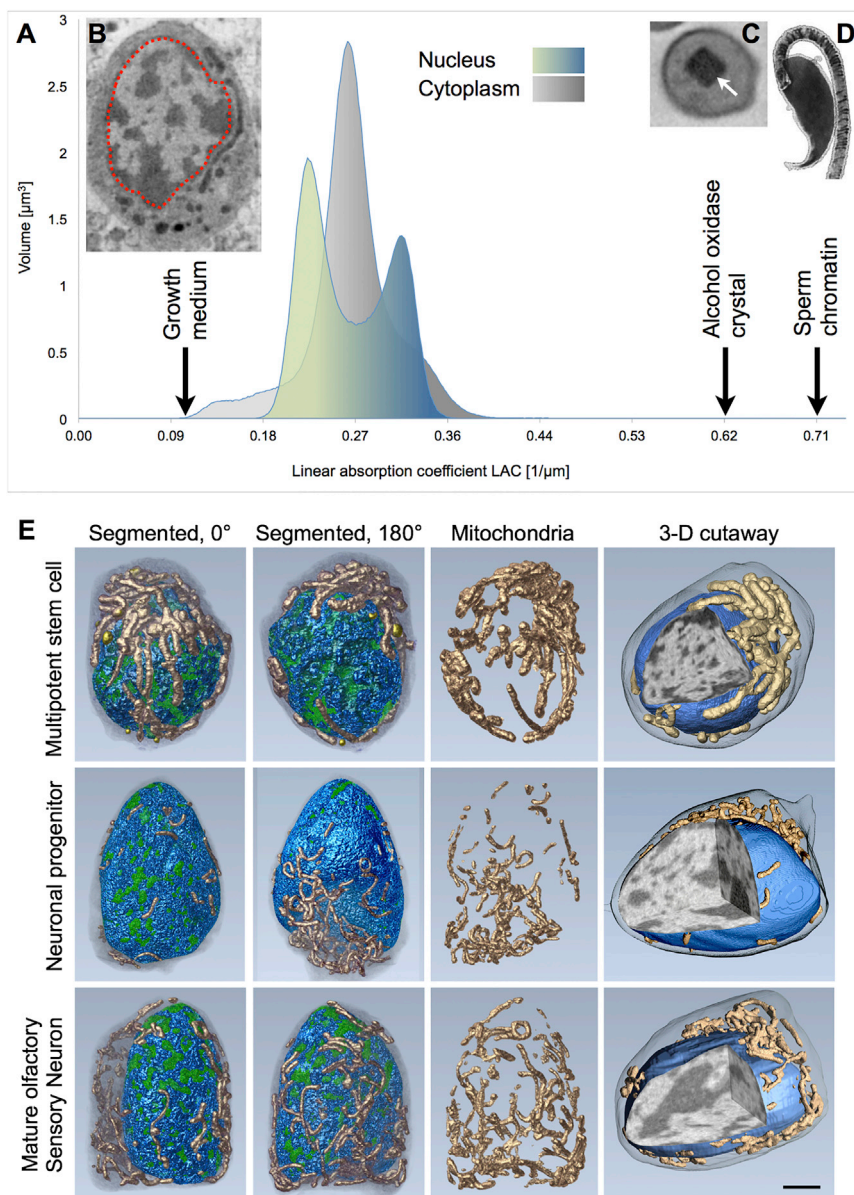 A
B
C
D
Nucleus
Cytoplasm
3
2.5
2
1.5
1
0.5
0
Volume [µm³]
Growth
medium
Alcohol oxidase
crystal
Sperm
chromatin
0.00 0.09 0.18 0.27 0.36 0.44 0.53 0.62 0.71
Linear absorption coefficient LAC [1/µm]
E
Segmented, 0° Segmented, 180° Mitochondria 3-D cutaway
Multipotent stem cell
Neuronal progenitor
Mature olfactory
Sensory Neuron